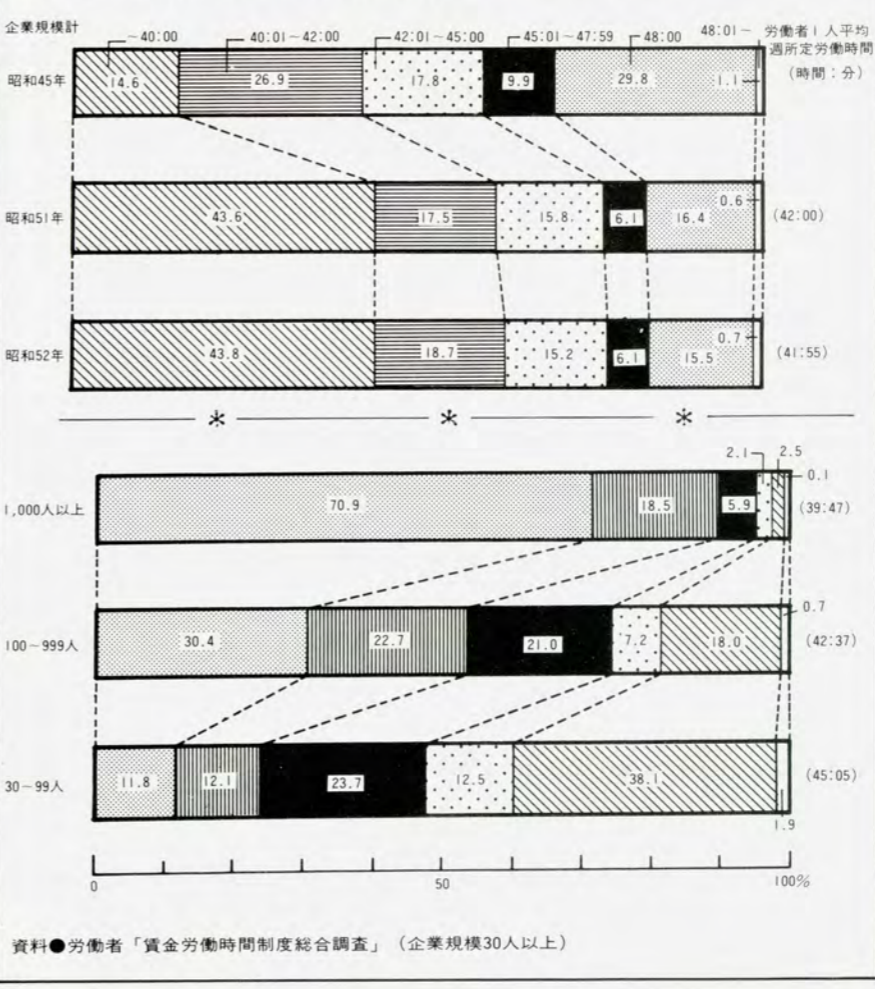 企業規模計
～40:00 40:01～42:00 42:01～45:00 45:01～47:59 48:00 48:01～ 労働者1人平均
週所定労働時間
(時間：分)
昭和45年 14.6 26.9 17.8 9.9 29.8 1.1
昭和51年 43.6 17.5 15.8 6.1 16.4 0.6 (42:00)
昭和52年 43.8 18.7 15.2 6.1 15.5 0.7 (41:55)
1,000人以上 70.9 18.5 5.9 2.1 2.5 0.1 (39:47)
100～999人 30.4 22.7 21.0 7.2 18.0 0.7 (42:37)
30～99人 11.8 12.1 23.7 12.5 38.1 1.9 (45:05)
0 50 100%
資料●労働者「賃金労働時間制度総合調査」（企業規模30人以上）